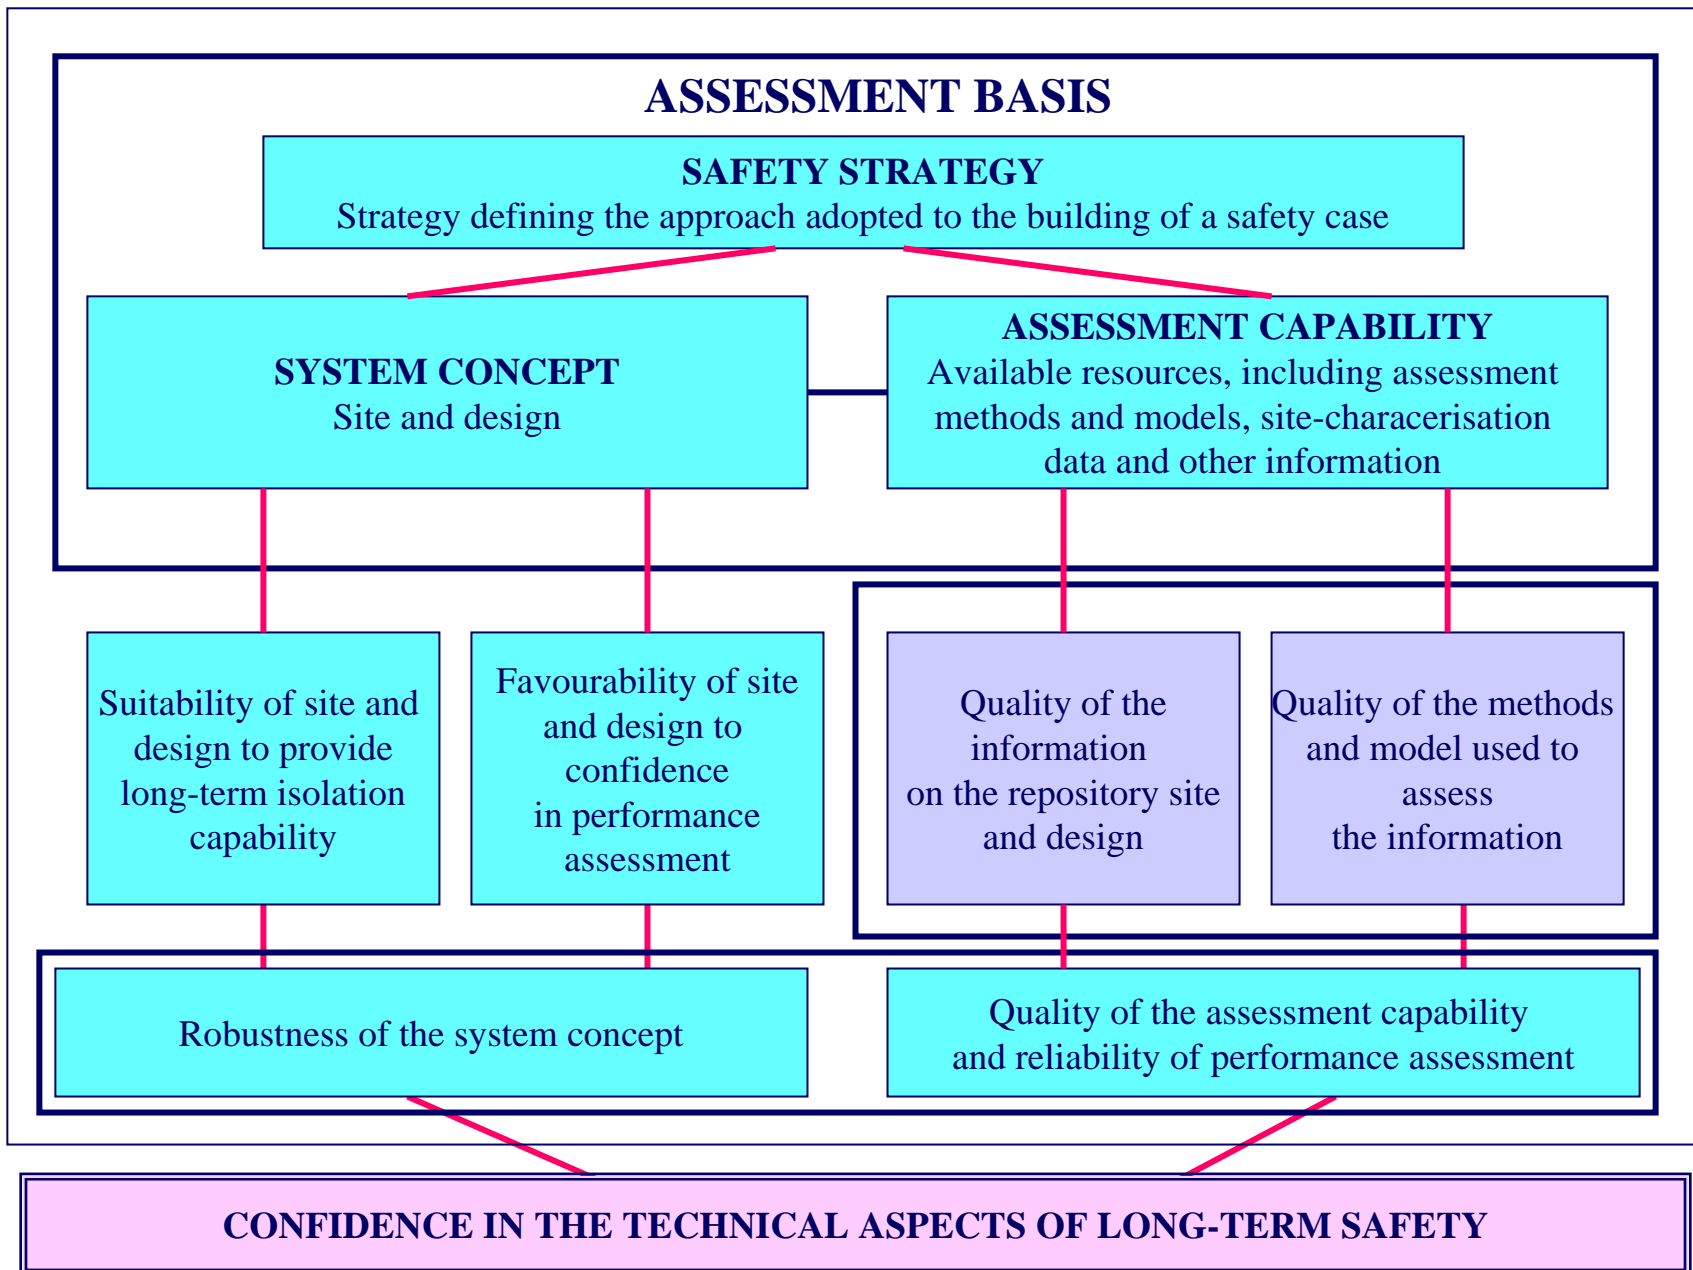 ASSESSMENT BASIS
SAFETY STRATEGY
Strategy defining the approach adopted to the building of a safety case
SYSTEM CONCEPT
Site and design
ASSESSMENT CAPABILITY
Available resources, including assessment
methods and models, site-characerisation
data and other information
Suitability of site and
design to provide
long-term isolation
capability
Favourability of site
and design to
confidence
in performance
assessment
Quality of the
information
on the repository site
and design
Quality of the methods
and model used to
assess
the information
Robustness of the system concept
Quality of the assessment capability
and reliability of performance assessment
CONFIDENCE IN THE TECHNICAL ASPECTS OF LONG-TERM SAFETY